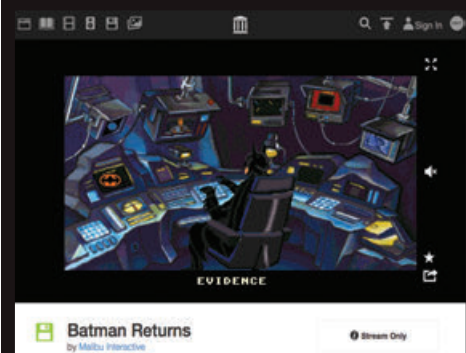 Sign In
EVIDENCE
Batman Returns
by Malibu Interactive
Stream Only